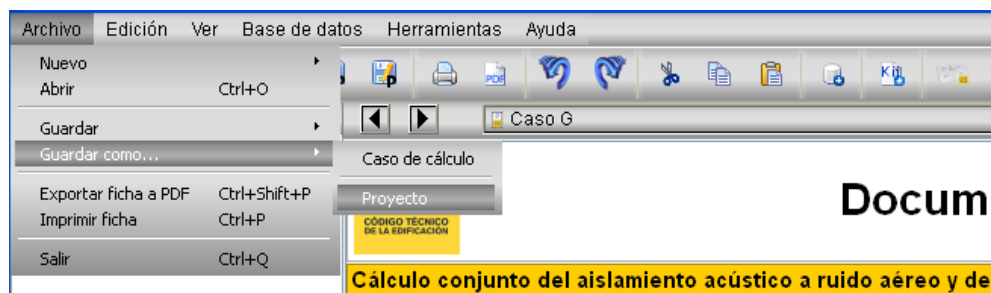 Archivo Edición Ver Base de datos Herramientas Ayuda
Nuevo
Abrir Ctrl+O
Guardar
Guardar como...
Exportar ficha a PDF Ctrl+Shift+P
Imprimir ficha Ctrl+P
Salir Ctrl+Q
PDF
Kit
Caso G
Caso de cálculo
Proyecto
CÓDIGO TÉCNICO
DE LA EDIFICACIÓN
Docum
Cálculo conjunto del aislamiento acústico a ruido aéreo y de